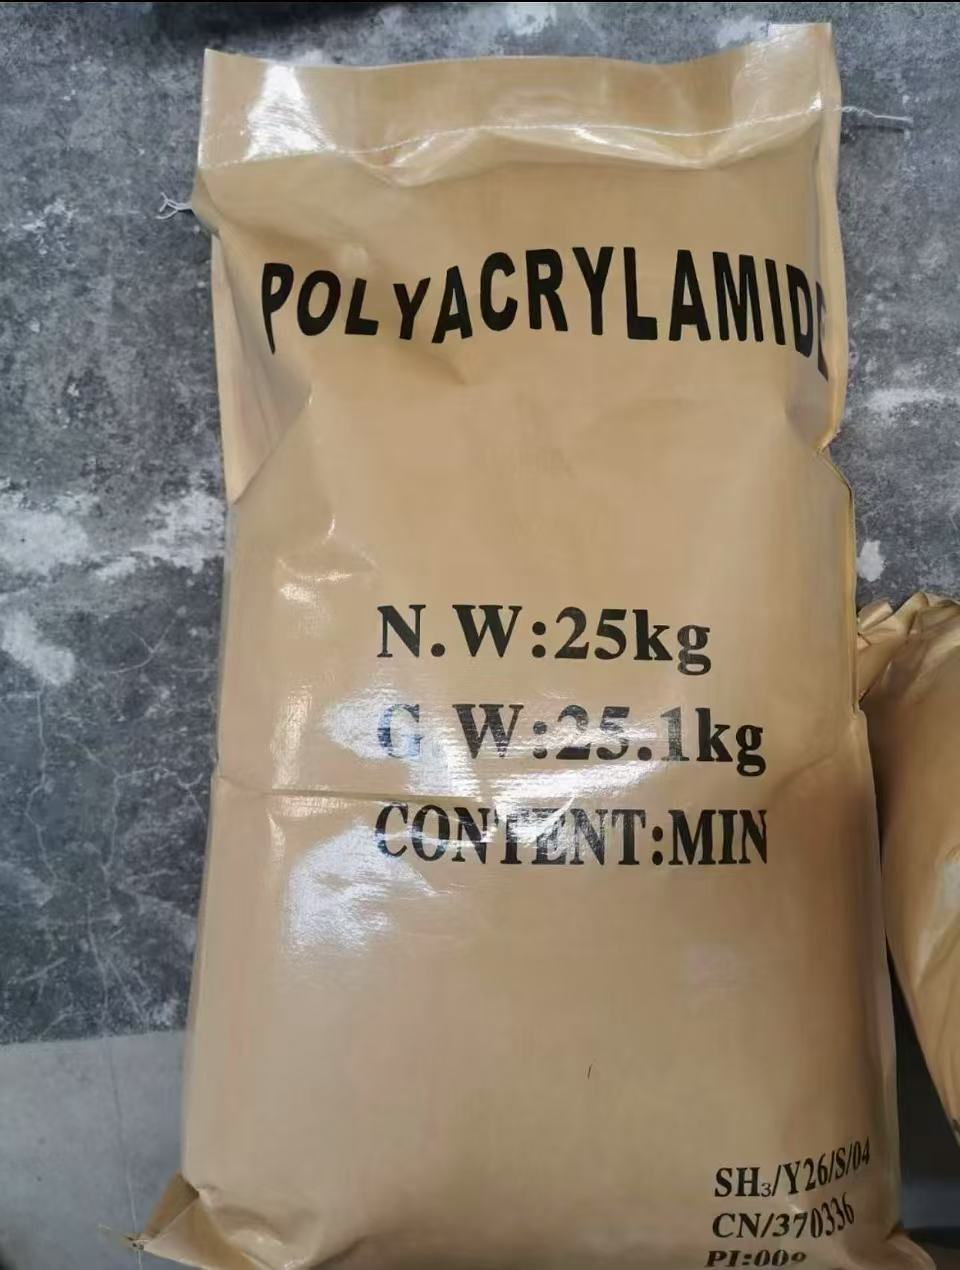 POLYACRYLAMIDE
N.W:25kg
G W:25.1kg
CONTENT:MIN
SH₃/Y26/S/04
CN/370336